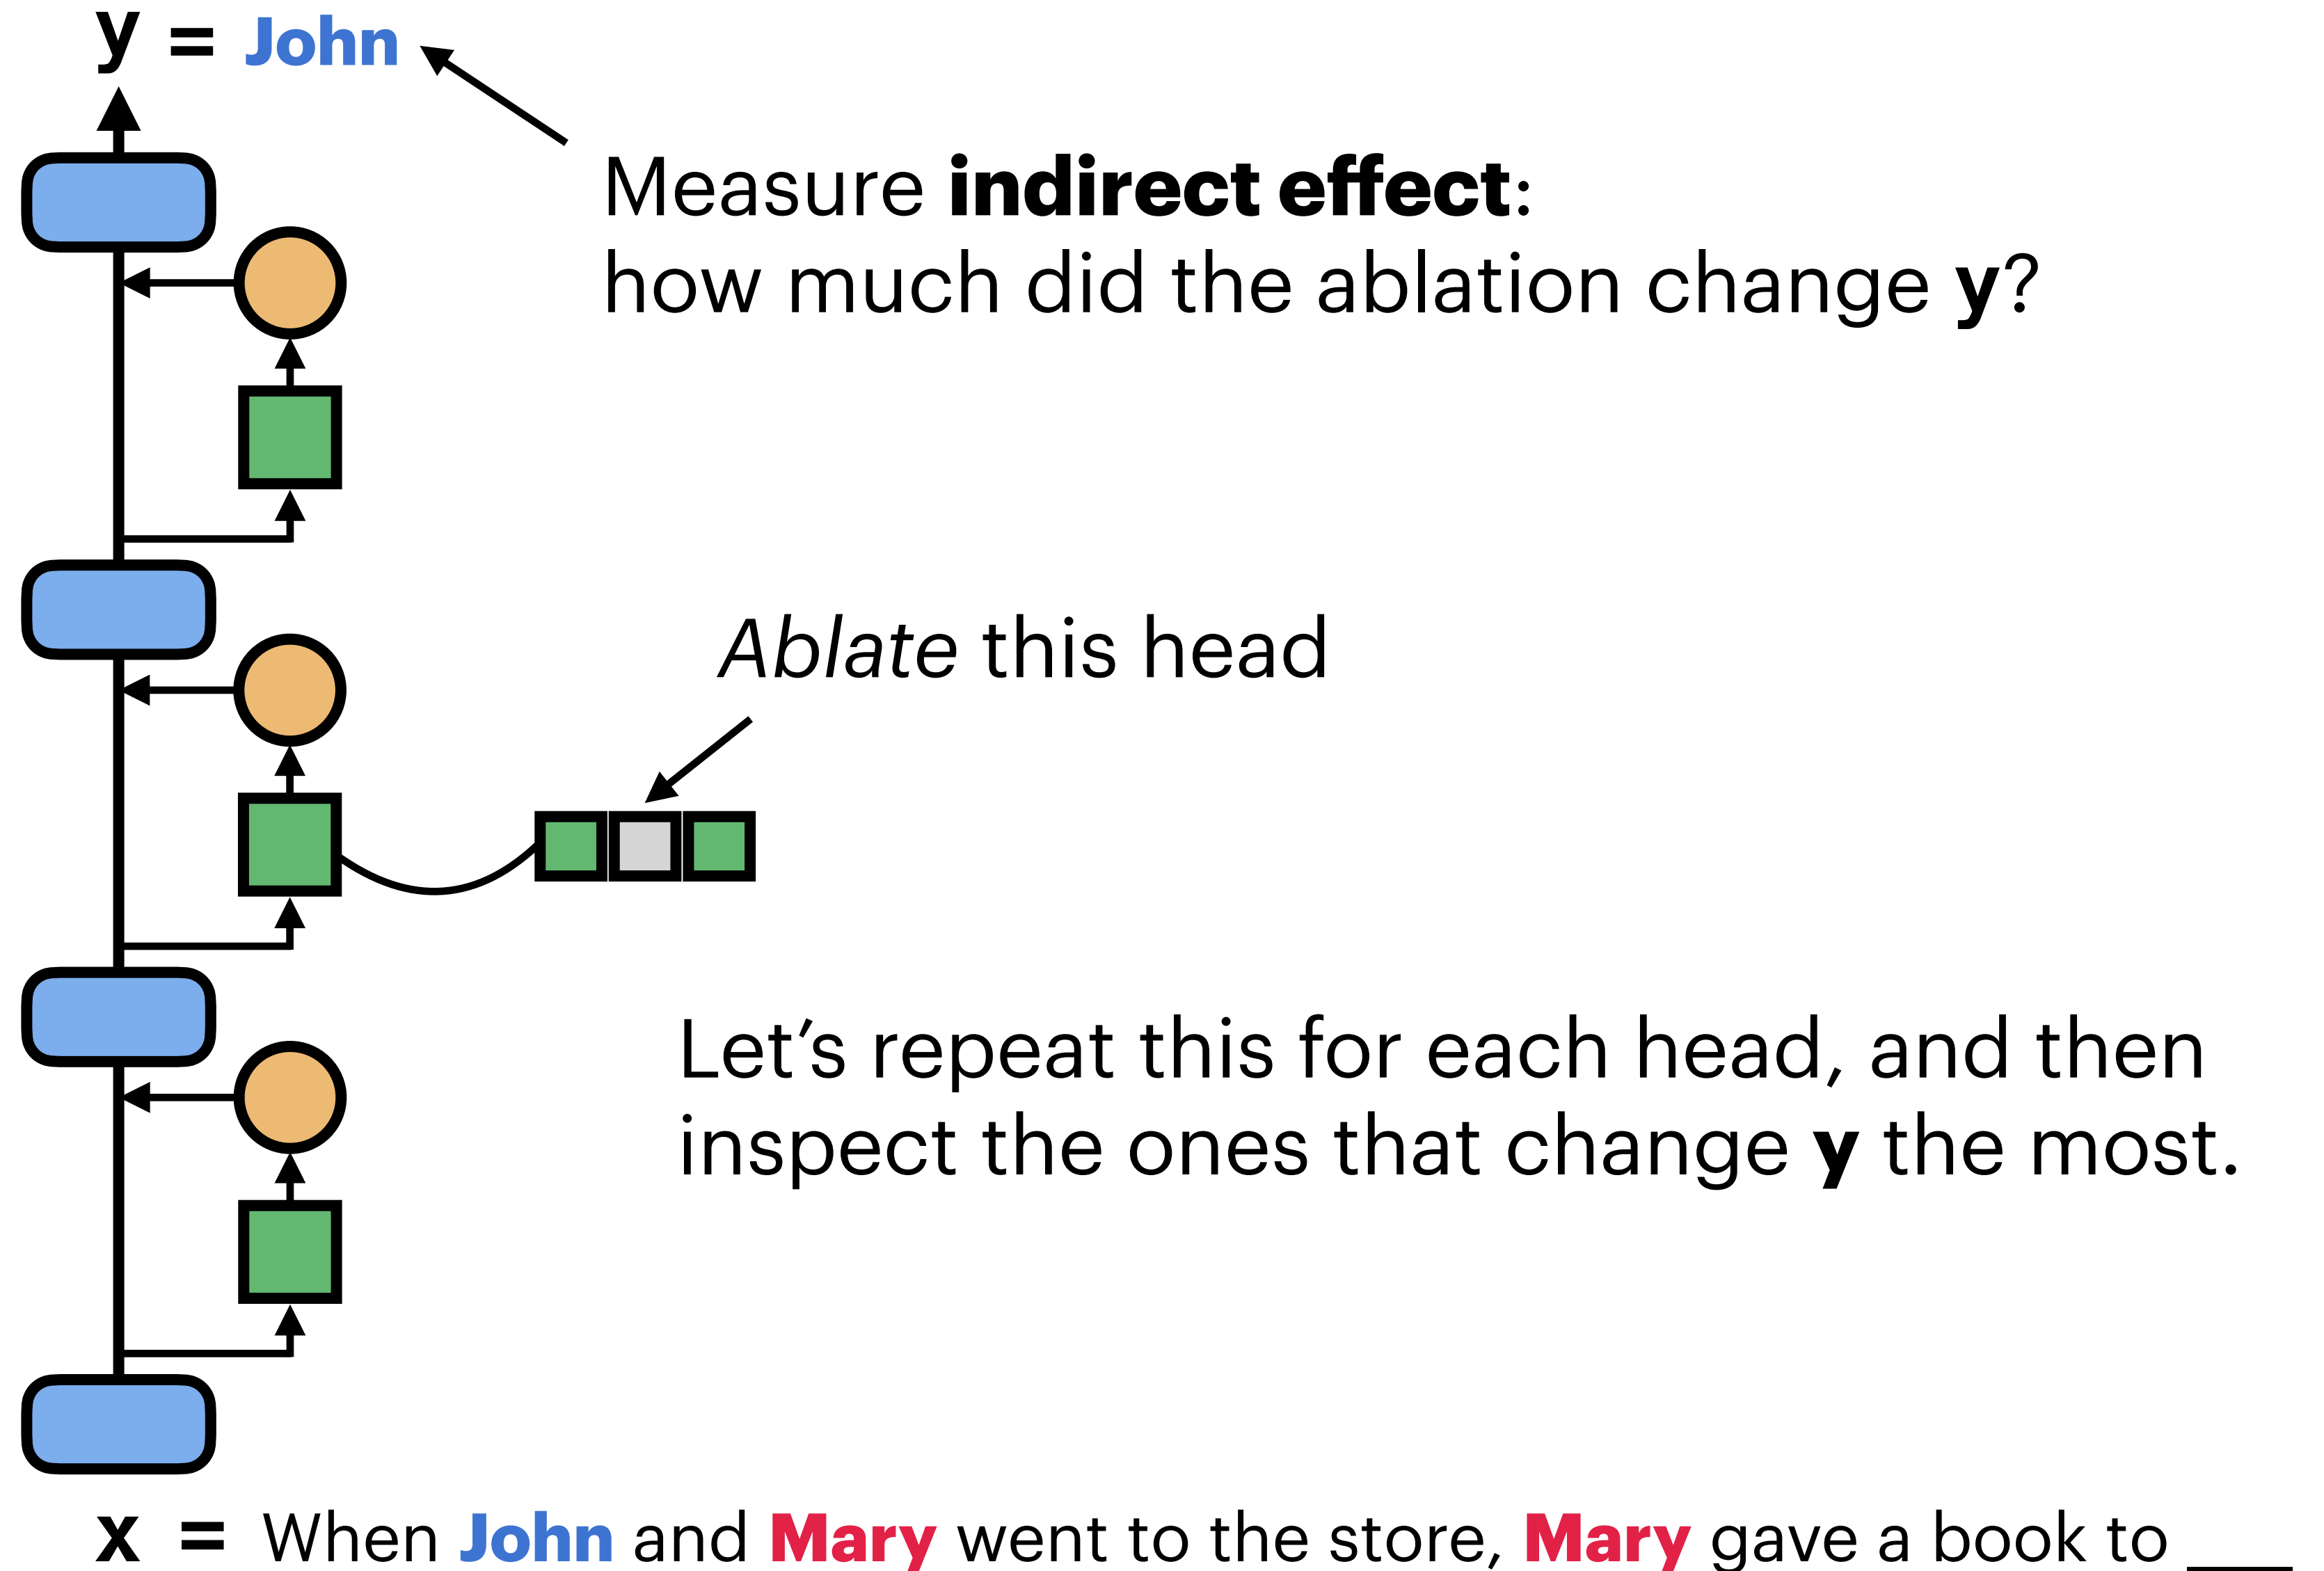 y = John
Measure indirect effect:
how much did the ablation change y?
Ablate this head
Let’s repeat this for each head, and then
inspect the ones that change y the most.
x = When John and Mary went to the store, Mary gave a book to ____